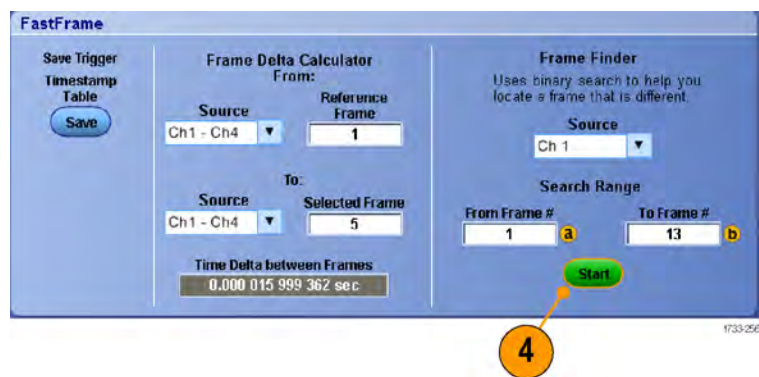 FastFrame
Save Trigger
Timestamp
Table
Save
Frame Delta Calculator
From:
Source
Reference
Frame
Ch1 - Ch4
1
To:
Source
Selected Frame
Ch1 - Ch4
5
Time Delta between Frames
0.000 015 999 362 sec
Frame Finder
Uses binary search to help you
locate a frame that is different.
Source
Ch 1
Search Range
From Frame #
To Frame #
1
a
13
b
Start
4
1733-256